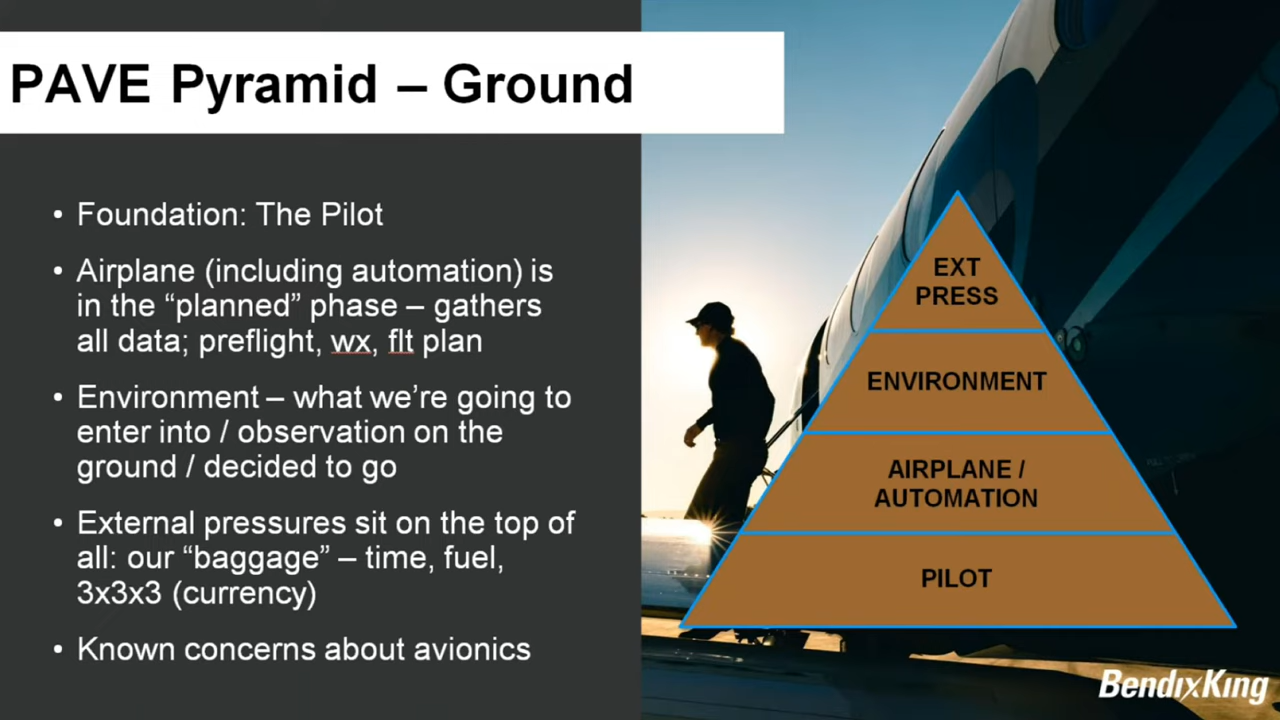 PAVE Pyramid – Ground
• Foundation: The Pilot
• Airplane (including automation) is
in the “planned” phase – gathers
all data; preflight, wx, flt plan
• Environment – what we’re going to
enter into / observation on the
ground / decided to go
• External pressures sit on the top of
all: our “baggage” – time, fuel,
3x3x3 (currency)
• Known concerns about avionics
EXT
PRESS
ENVIRONMENT
AIRPLANE /
AUTOMATION
PILOT
BendixKing